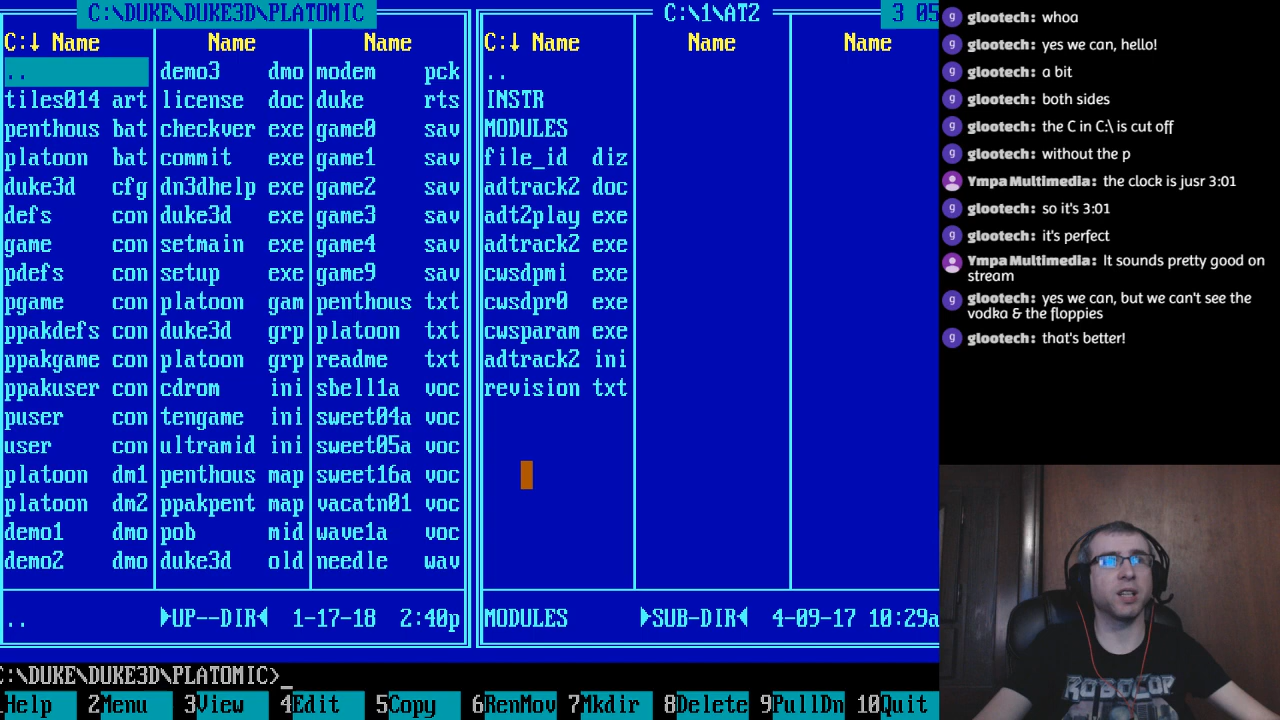 C:\DUKE\DUKE3D\PLATOMIC
C:\1\AT2
3 05
C:↓ Name Name Name
C:↓ Name Name Name
.. demo3 dmo modem pck
tiles014 art license doc duke rts
penthous bat checkver exe game0 sav
platoon bat commit exe game1 sav
duke3d cfg dn3dhelp exe game2 sav
defs con duke3d exe game3 sav
game con setmain exe game4 sav
pdefs con setup exe game9 sav
pgame con platoon gam penthous txt
ppakdefs con duke3d grp platoon txt
ppakgame con platoon grp readme txt
ppakuser con cdrom ini sbell1a voc
puser con tengame ini sweet04a voc
user con ultramid ini sweet05a voc
platoon dm1 penthous map sweet16a voc
platoon dm2 ppakpent map vacatn01 voc
demo1 dmo pob mid wave1a voc
demo2 dmo duke3d old needle wav
.. ►UP--DIR◄ 1-17-18 2:40p
..
INSTR
MODULES
file_id diz
adtrack2 doc
adt2play exe
adtrack2 exe
cwsdpmi exe
cwsdpr0 exe
cwsparam exe
adtrack2 ini
revision txt
MODULES ►SUB-DIR◄ 4-09-17 10:29a
C:\DUKE\DUKE3D\PLATOMIC>_
Help 2Menu 3View 4Edit 5Copy 6RenMov 7Mkdir 8Delete 9PullDn 10Quit
g glootech: whoa
g glootech: yes we can, hello!
g glootech: a bit
g glootech: both sides
g glootech: the C in C:\ is cut off
g glootech: without the p
Ympa Multimedia: the clock is jusr 3:01
g glootech: so it's 3:01
g glootech: it's perfect
Ympa Multimedia: It sounds pretty good on
stream
g glootech: yes we can, but we can't see the
vodka & the floppies
g glootech: that's better!
ROBOCOP